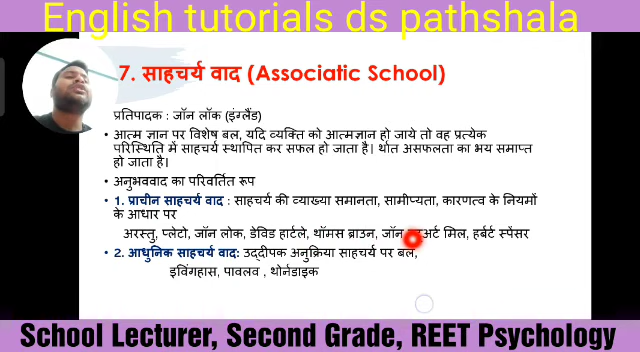 English tutorials ds pathshala
7. साहचर्य वाद (Associatic School)
प्रतिपादक : जॉन लॉक (इंग्लैंड)
• आत्म ज्ञान पर विशेष बल, यदि व्यक्ति को आत्मज्ञान हो जाये तो वह प्रत्येक
परिस्थिति में साहचर्य स्थापित कर सफल हो जाता है। र्थात असफलता का भय समाप्त
हो जाता है।
• अनुभववाद का परिवर्तित रूप
• 1. प्राचीन साहचर्य वाद : साहचर्य की व्याख्या समानता, सामीप्यता, कारणत्व के नियमों
के आधार पर
अरस्तु, प्लेटो, जॉन लोक, डेविड हार्टले, थॉमस ब्राउन, जॉन मिल, हर्बर्ट स्पेंसर
• 2. आधुनिक साहचर्य वाद: उद्दीपक अनुक्रिया साहचर्य पर बल,
इविंगहास, पावलव , थोर्नडाइक
School Lecturer, Second Grade, REET Psychology